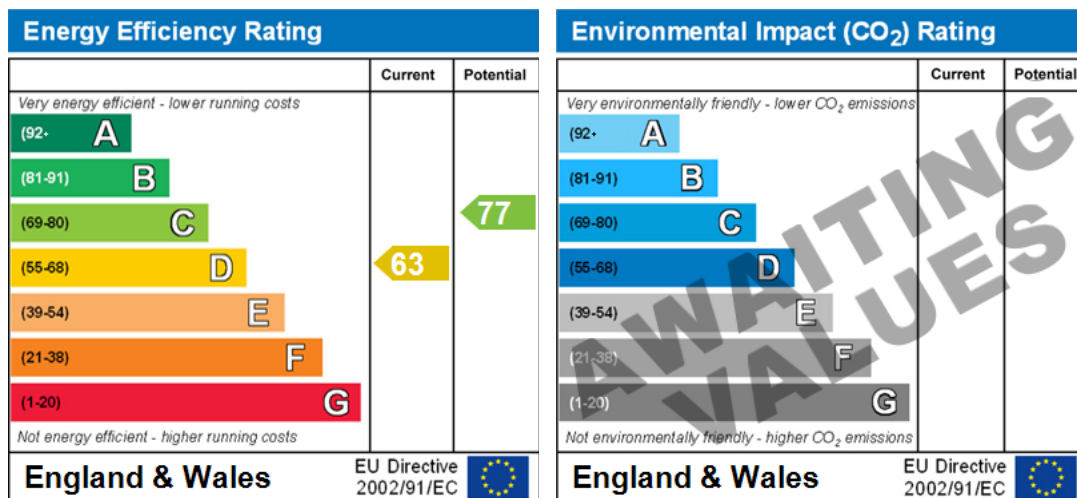 Energy Efficiency Rating
Current Potential
Very energy efficient - lower running costs
(92- A
(81-91) B
(69-80) C
77
(55-68) D
63
(39-54) E
(21-38) F
(1-20) G
Not energy efficient - higher running costs
England & Wales
EU Directive
2002/91/EC
Environmental Impact (CO₂) Rating
Current Potential
Very environmentally friendly - lower CO₂ emissions
(92- A
(81-91) B
(69-80) C
(55-68) D
(39-54) E
(21-38) F
(1-20) G
AWAITING
VALUES
Not environmentally friendly - higher CO₂ emissions
England & Wales
EU Directive
2002/91/EC